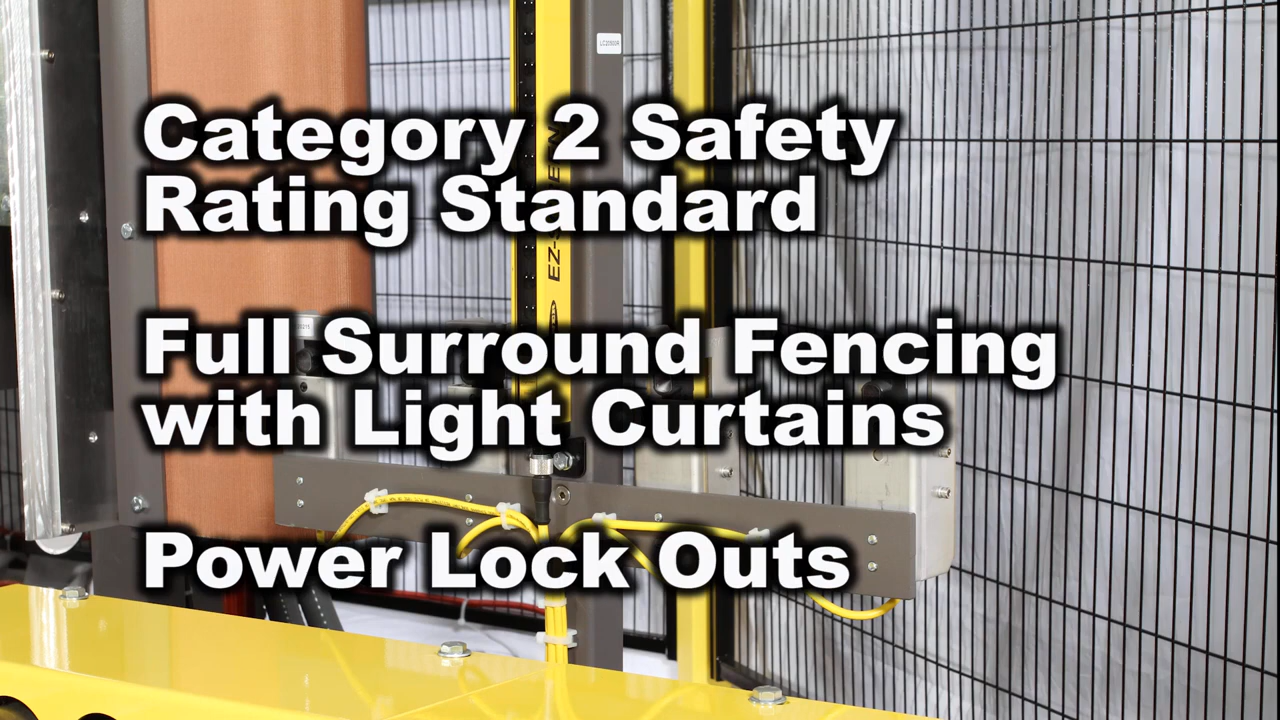 Category 2 Safety
Rating Standard
Full Surround Fencing
with Light Curtains
Power Lock Outs